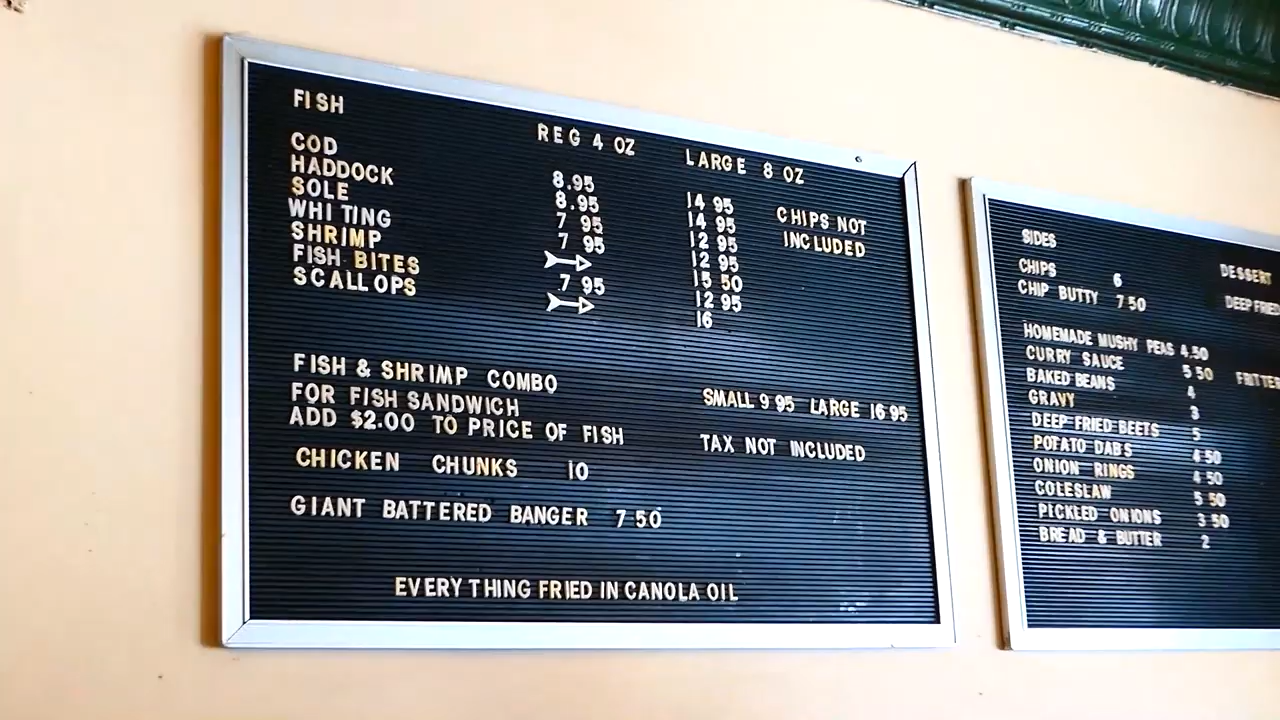 FISH REG 4 OZ LARGE 8 OZ
COD 8.95 14 95 CHIPS NOT
HADDOCK 8.95 14 95 INCLUDED
SOLE 7 95 12 95
WHITING 7 95 12 95
SHRIMP 15 50
FISH BITES 7 95 12 95
SCALLOPS 16
FISH & SHRIMP COMBO SMALL 9 95 LARGE 16 95
FOR FISH SANDWICH
ADD $2.00 TO PRICE OF FISH TAX NOT INCLUDED
CHICKEN CHUNKS 10
GIANT BATTERED BANGER 7 50
EVERYTHING FRIED IN CANOLA OIL
SIDES DESSERT
CHIPS 6
CHIP BUTTY 7 50 DEEP FRIED
HOMEMADE MUSHY PEAS 4.50
CURRY SAUCE 5 50
BAKED BEANS 4
GRAVY 3
DEEP FRIED BEETS 5
POTATO DABS 4 50
ONION RINGS 4 50
COLESLAW 5 50
PICKLED ONIONS 3 50
BREAD & BUTTER 2